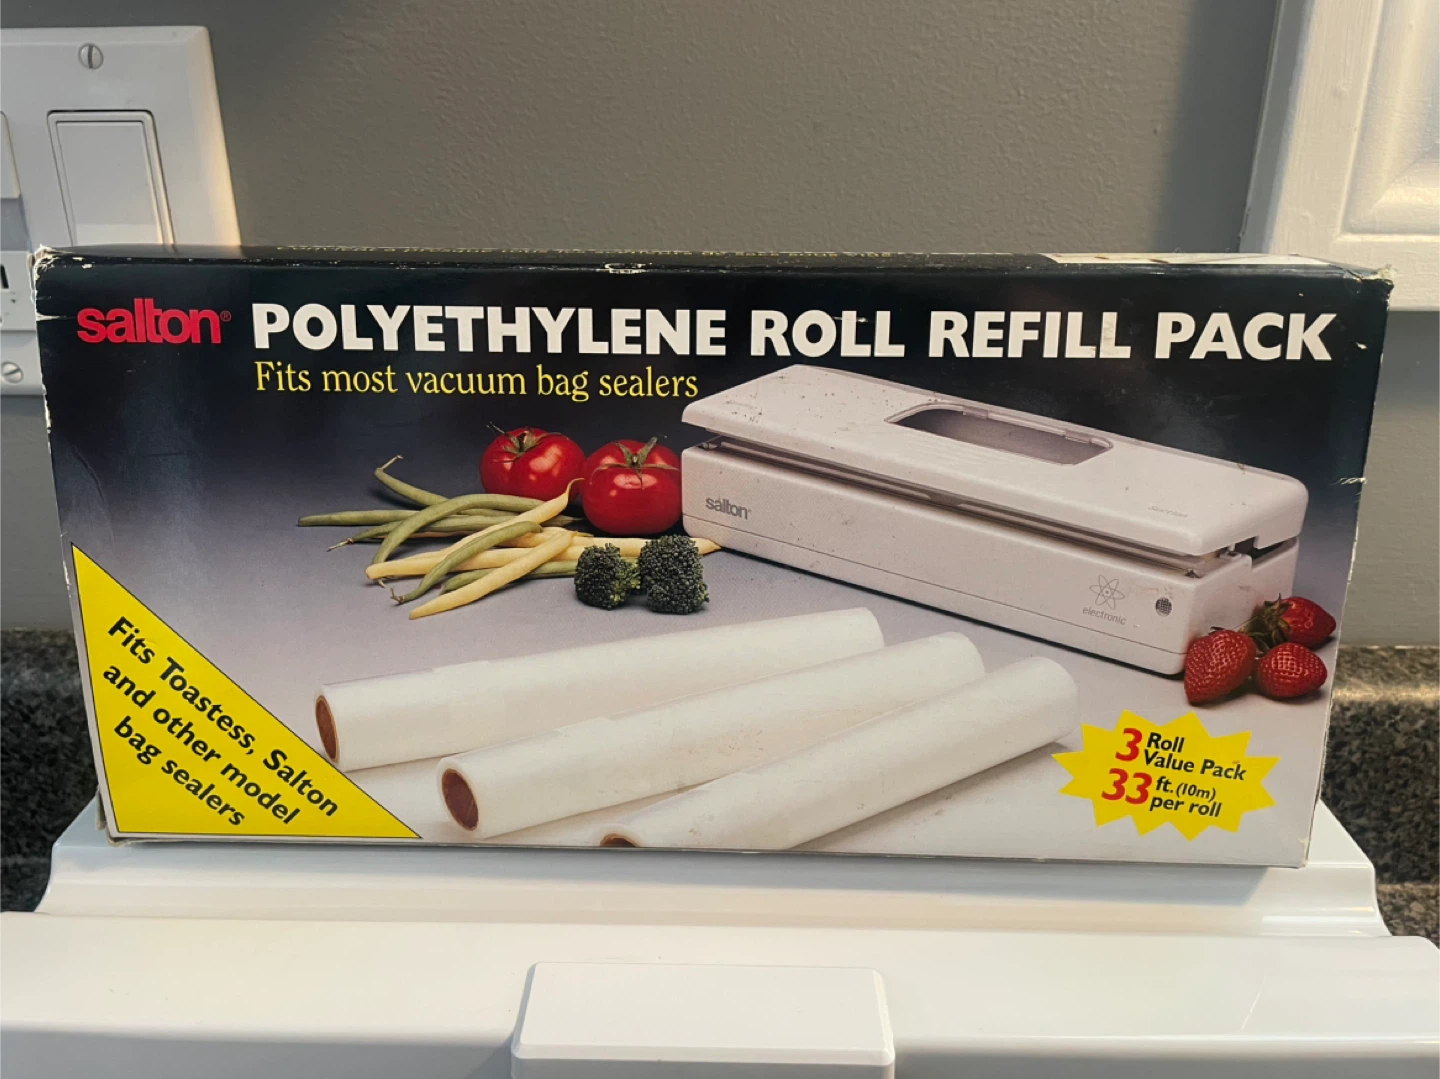 salton® POLYETHYLENE ROLL REFILL PACK
Fits most vacuum bag sealers
salton
electronic
Fits Toastess, Salton
and other model
bag sealers
3 Roll
Value Pack
33 ft. (10m)
per roll